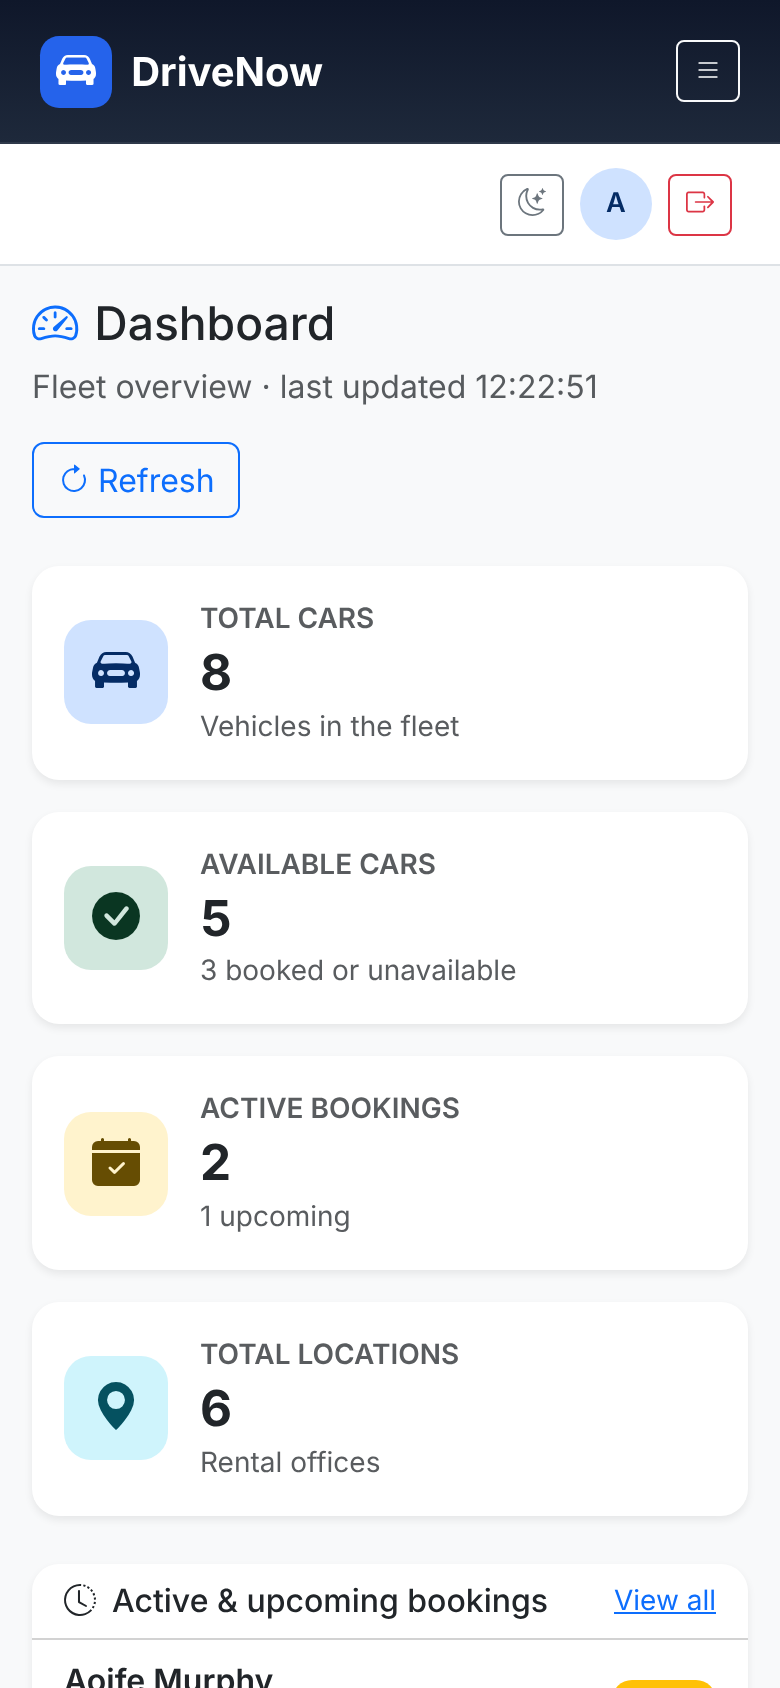 DriveNow
A
Dashboard
Fleet overview · last updated 12:22:51
Refresh
TOTAL CARS
8
Vehicles in the fleet
AVAILABLE CARS
5
3 booked or unavailable
ACTIVE BOOKINGS
2
1 upcoming
TOTAL LOCATIONS
6
Rental offices
Active & upcoming bookings View all
Aoife Murphy